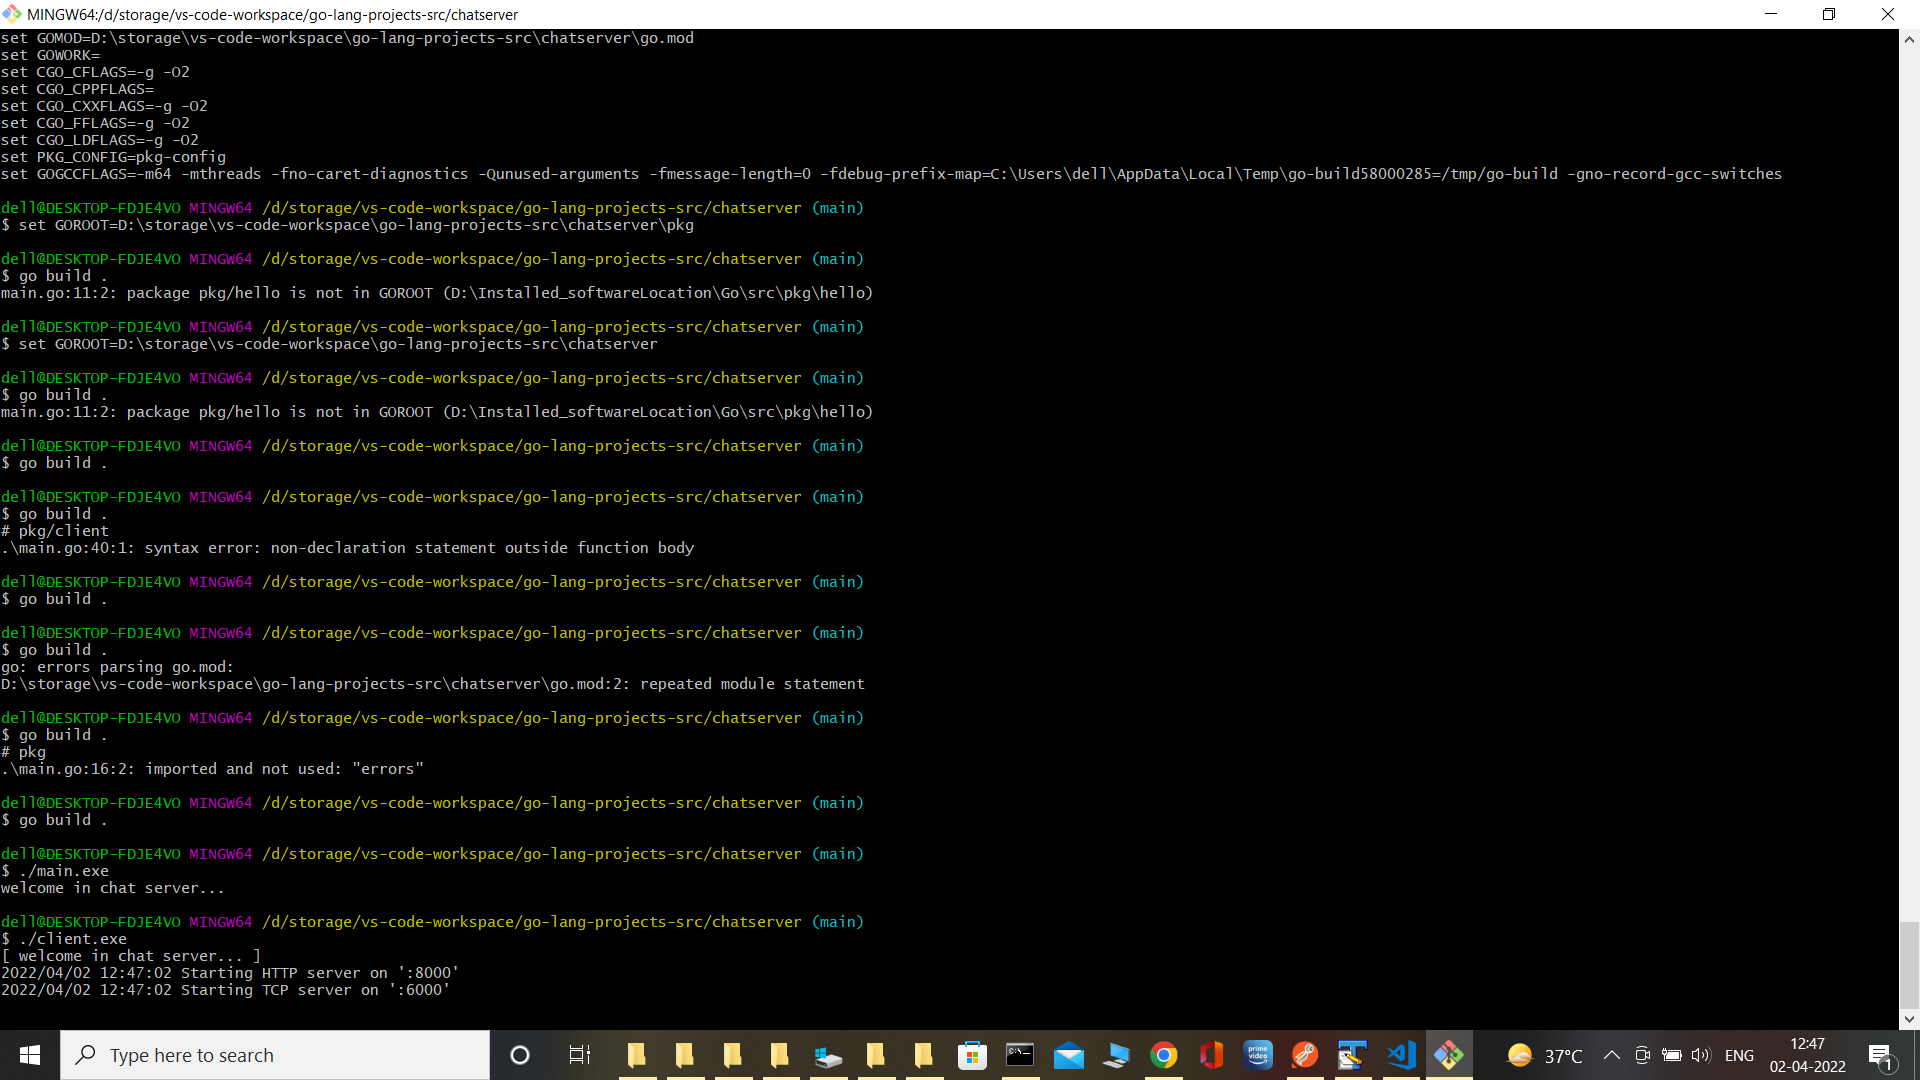 MINGW64:/d/storage/vs-code-workspace/go-lang-projects-src/chatserver
set GOMOD=D:\storage\vs-code-workspace\go-lang-projects-src\chatserver\go.mod
set GOWORK=
set CGO_CFLAGS=-g -O2
set CGO_CPPFLAGS=
set CGO_CXXFLAGS=-g -O2
set CGO_FFLAGS=-g -O2
set CGO_LDFLAGS=-g -O2
set PKG_CONFIG=pkg-config
set GOGCCFLAGS=-m64 -mthreads -fno-caret-diagnostics -Qunused-arguments -fmessage-length=0 -fdebug-prefix-map=C:\Users\dell\AppData\Local\Temp\go-build58000285=/tmp/go-build -gno-record-gcc-switches
dell@DESKTOP-FDJE4VO MINGW64 /d/storage/vs-code-workspace/go-lang-projects-src/chatserver (main)
$ set GOROOT=D:\storage\vs-code-workspace\go-lang-projects-src\chatserver\pkg
dell@DESKTOP-FDJE4VO MINGW64 /d/storage/vs-code-workspace/go-lang-projects-src/chatserver (main)
$ go build .
main.go:11:2: package pkg/hello is not in GOROOT (D:\Installed_softwareLocation\Go\src\pkg\hello)
dell@DESKTOP-FDJE4VO MINGW64 /d/storage/vs-code-workspace/go-lang-projects-src/chatserver (main)
$ set GOROOT=D:\storage\vs-code-workspace\go-lang-projects-src\chatserver
dell@DESKTOP-FDJE4VO MINGW64 /d/storage/vs-code-workspace/go-lang-projects-src/chatserver (main)
$ go build .
main.go:11:2: package pkg/hello is not in GOROOT (D:\Installed_softwareLocation\Go\src\pkg\hello)
dell@DESKTOP-FDJE4VO MINGW64 /d/storage/vs-code-workspace/go-lang-projects-src/chatserver (main)
$ go build .
dell@DESKTOP-FDJE4VO MINGW64 /d/storage/vs-code-workspace/go-lang-projects-src/chatserver (main)
$ go build .
# pkg/client
.\main.go:40:1: syntax error: non-declaration statement outside function body
dell@DESKTOP-FDJE4VO MINGW64 /d/storage/vs-code-workspace/go-lang-projects-src/chatserver (main)
$ go build .
dell@DESKTOP-FDJE4VO MINGW64 /d/storage/vs-code-workspace/go-lang-projects-src/chatserver (main)
$ go build .
go: errors parsing go.mod:
D:\storage\vs-code-workspace\go-lang-projects-src\chatserver\go.mod:2: repeated module statement
dell@DESKTOP-FDJE4VO MINGW64 /d/storage/vs-code-workspace/go-lang-projects-src/chatserver (main)
$ go build .
# pkg
.\main.go:16:2: imported and not used: "errors"
dell@DESKTOP-FDJE4VO MINGW64 /d/storage/vs-code-workspace/go-lang-projects-src/chatserver (main)
$ go build .
dell@DESKTOP-FDJE4VO MINGW64 /d/storage/vs-code-workspace/go-lang-projects-src/chatserver (main)
$ ./main.exe
welcome in chat server...
dell@DESKTOP-FDJE4VO MINGW64 /d/storage/vs-code-workspace/go-lang-projects-src/chatserver (main)
$ ./client.exe
[ welcome in chat server... ]
2022/04/02 12:47:02 Starting HTTP server on ':8000'
2022/04/02 12:47:02 Starting TCP server on ':6000'
Type here to search
prime video
37°C
ENG
12:47
02-04-2022
1